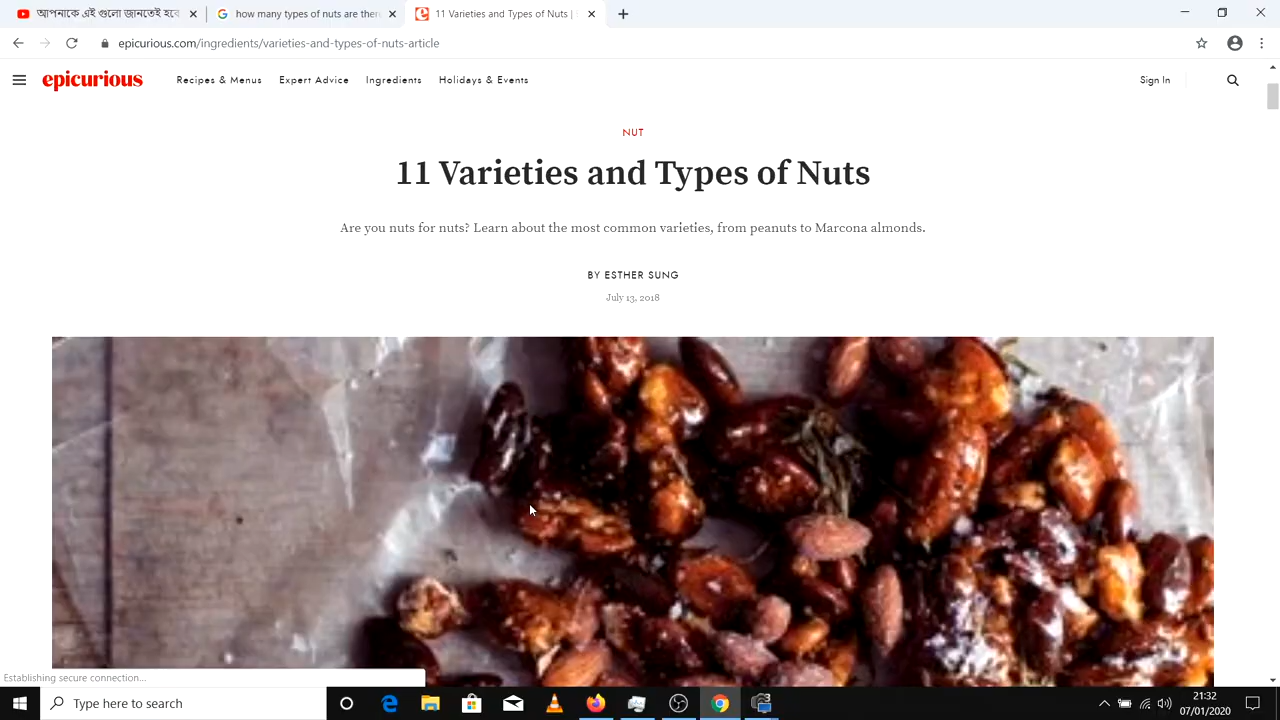 আপনাকে এই গুলো জানতেই হবে
how many types of nuts are ther
11 Varieties and Types of Nuts |
epicurious.com/ingredients/varieties-and-types-of-nuts-article
epicurious
Recipes & Menus
Expert Advice
Ingredients
Holidays & Events
Sign In
NUT
11 Varieties and Types of Nuts
Are you nuts for nuts? Learn about the most common varieties, from peanuts to Marcona almonds.
BY ESTHER SUNG
July 13, 2018
Establishing secure connection...
Type here to search
21:32
07/01/2020